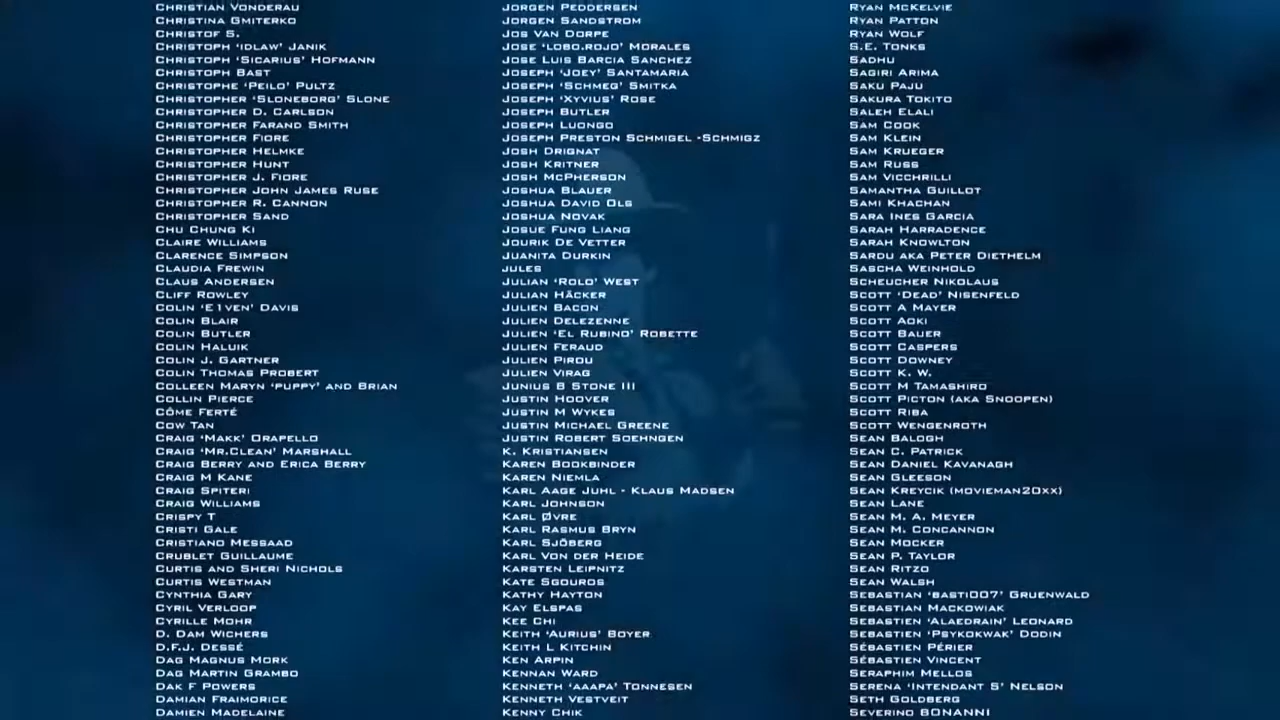 Christian Vonderau
Christina Gmiterko
Christof S.
Christoph ‘idlaw’ Janik
Christoph ‘Sicarius’ Hofmann
Christoph Bast
Christophe ‘Peilo’ Pultz
Christopher ‘Sloneborg’ Slone
Christopher D. Carlson
Christopher Farand Smith
Christopher Fiore
Christopher Helmke
Christopher Hunt
Christopher J. Fiore
Christopher John James Ruse
Christopher R. Cannon
Christopher Sand
Chu Chung Ki
Claire Williams
Clarence Simpson
Claudia Frewin
Claus Andersen
Cliff Rowley
Colin ‘E1ven’ Davis
Colin Blair
Colin Butler
Colin Haluik
Colin J. Gartner
Colin Thomas Probert
Colleen Maryn ‘puppy’ and Brian
Collin Pierce
Côme Ferté
Cow Tan
Craig ‘Makk’ Orapello
Craig ‘Mr.Clean’ Marshall
Craig Berry and Erica Berry
Craig M Kane
Craig Spiteri
Craig Williams
Crispy T
Cristi Gale
Cristiano Messaad
Crublet Guillaume
Curtis and Sheri Nichols
Curtis Westman
Cynthia Gary
Cyril Verloop
Cyrille Mohr
D. Dam Wichers
D.F.J. Dessé
Dag Magnus Mork
Dag Martin Grambo
Dak F Powers
Damian Fraimorice
Damien Madelaine
Jorgen Peddersen
Jorgen Sandstrom
Jos Van Dorpe
Jose ‘lobo.rojo’ Morales
Jose Luis Barcia Sanchez
Joseph ‘Joey’ Santamaria
Joseph ‘Schmeg’ Smitka
Joseph ‘Xyvius’ Rose
Joseph Butler
Joseph Luongo
Joseph Preston Schmigel -Schmigz
Josh Drignat
Josh Kritner
Josh McPherson
Joshua Blauer
Joshua David Ols
Joshua Novak
Josue Fung Liang
Jourik De Vetter
Juanita Durkin
Jules
Julian ‘Rolo’ West
Julian Häcker
Julien Bacon
Julien Delezenne
Julien ‘El Rubino’ Robette
Julien Feraud
Julien Pirou
Julien Virag
Junius B Stone III
Justin Hoover
Justin M Wykes
Justin Michael Greene
Justin Robert Soehngen
K. Kristiansen
Karen Bookbinder
Karen Niemla
Karl Aage Juhl - Klaus Madsen
Karl Johnson
Karl Øvre
Karl Rasmus Bryn
Karl Sjöberg
Karl Von der Heide
Karsten Leipnitz
Kate Sgouros
Kathy Hayton
Kay Elspas
Kee Chi
Keith ‘Aurius’ Boyer
Keith L Kitchin
Ken Arpin
Kennan Ward
Kenneth ‘aaapa’ Tonnesen
Kenneth Vestveit
Kenny Chik
Ryan McKelvie
Ryan Patton
Ryan Wolf
S.E. Tonks
Sadhu
Sagiri Arima
Saku Paju
Sakura Tokito
Saleh Elali
Sam Cook
Sam Klein
Sam Krueger
Sam Russ
Sam Vicchrilli
Samantha Guillot
Sami Khachan
Sara Ines Garcia
Sarah Harradence
Sarah Knowlton
Sardu aka Peter Diethelm
Sascha Weinhold
Scheucher Nikolaus
Scott ‘Dead’ Nisenfeld
Scott A Mayer
Scott Aoki
Scott Bauer
Scott Caspers
Scott Downey
Scott K. W.
Scott M Tamashiro
Scott Picton (aka Snoopen)
Scott Riba
Scott Wengenroth
Sean Balogh
Sean C. Patrick
Sean Daniel Kavanagh
Sean Gleeson
Sean Kreycik (movieman20xx)
Sean Lane
Sean M. A. Meyer
Sean M. Concannon
Sean Mocker
Sean P. Taylor
Sean Ritzo
Sean Walsh
Sebastian ‘basti007’ Gruenwald
Sebastian Mackowiak
Sebastien ‘Alaedrain’ Leonard
Sebastien ‘Psykokwak’ Dodin
Sébastien Périer
Sébastien Vincent
Seraphim Mellos
Serena ‘Intendant S’ Nelson
Seth Goldberg
Severino BONANNI